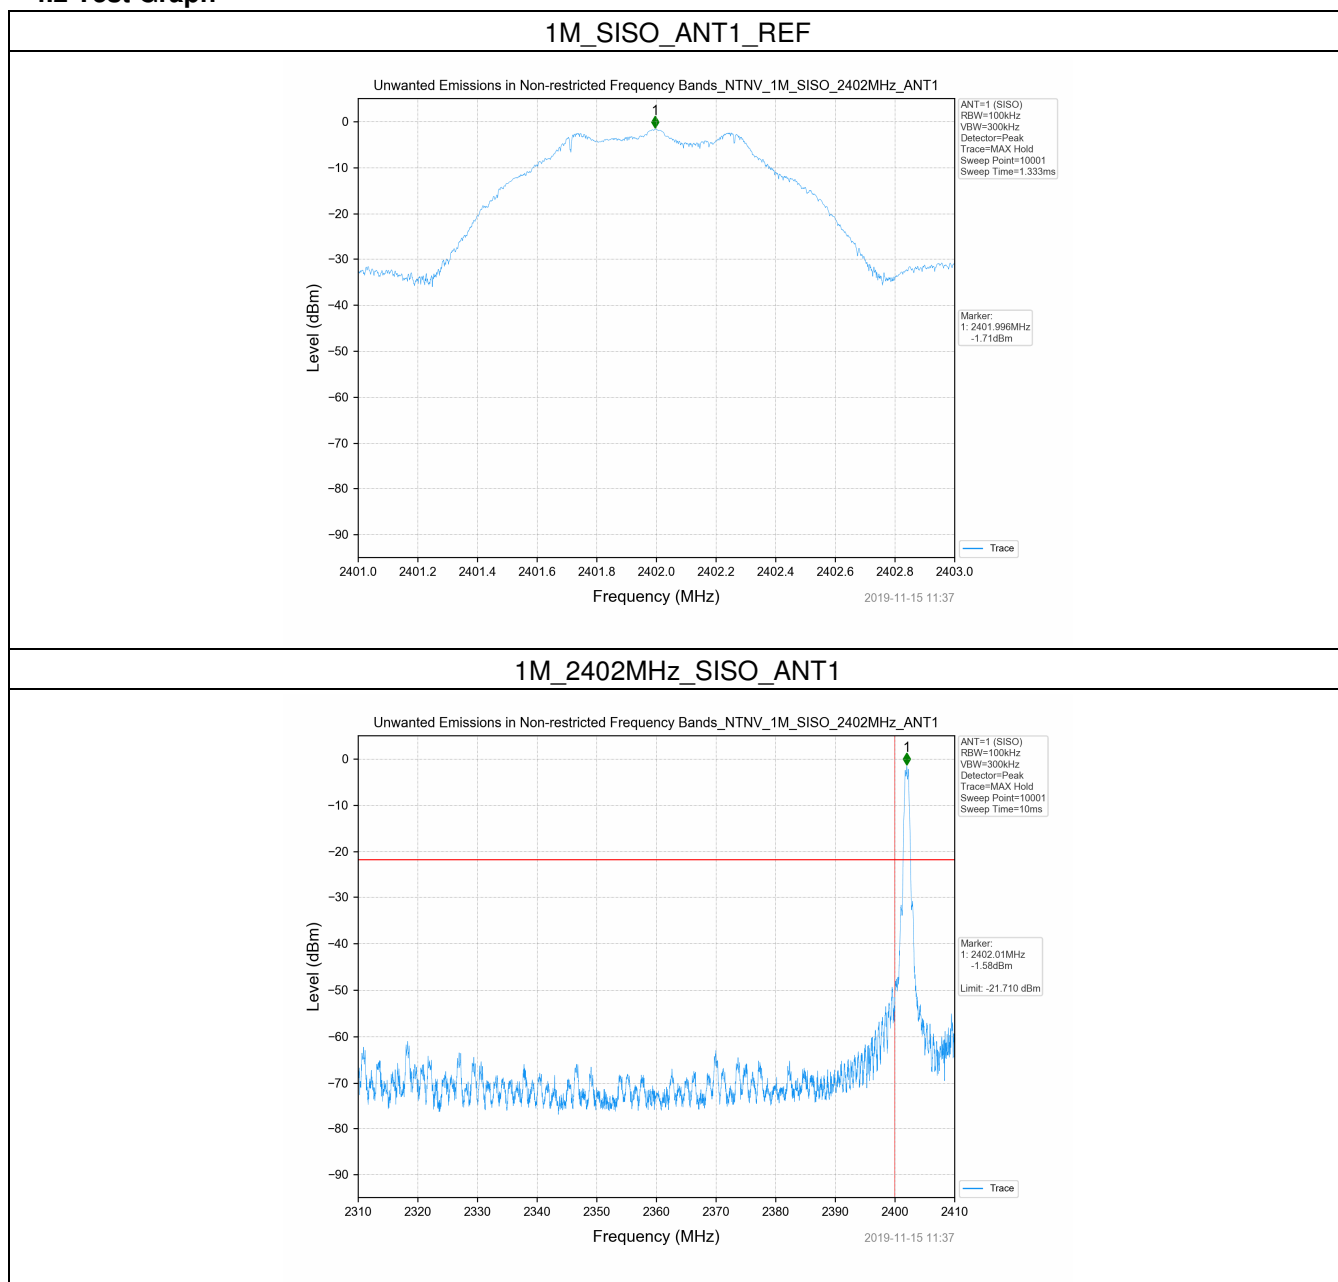 4.2 Test Graph
1M_SISO_ANT1_REF
Unwanted Emissions in Non-restricted Frequency Bands_NTNV_1M_SISO_2402MHz_ANT1
1
ANT=1 (SISO)
RBW=100kHz
VBW=300kHz
Detector=Peak
Trace=MAX Hold
Sweep Point=10001
Sweep Time=1.333ms
0
−10
−20
−30
−40
−50
−60
−70
−80
−90
Level (dBm)
Marker:
1: 2401.996MHz
-1.71dBm
Trace
2401.0 2401.2 2401.4 2401.6 2401.8 2402.0 2402.2 2402.4 2402.6 2402.8 2403.0
Frequency (MHz)
2019-11-15 11:37
1M_2402MHz_SISO_ANT1
Unwanted Emissions in Non-restricted Frequency Bands_NTNV_1M_SISO_2402MHz_ANT1
1
ANT=1 (SISO)
RBW=100kHz
VBW=300kHz
Detector=Peak
Trace=MAX Hold
Sweep Point=10001
Sweep Time=10ms
0
−10
−20
−30
−40
−50
−60
−70
−80
−90
Level (dBm)
Marker:
1: 2402.01MHz
-1.58dBm
Limit: -21.710 dBm
Trace
2310 2320 2330 2340 2350 2360 2370 2380 2390 2400 2410
Frequency (MHz)
2019-11-15 11:37